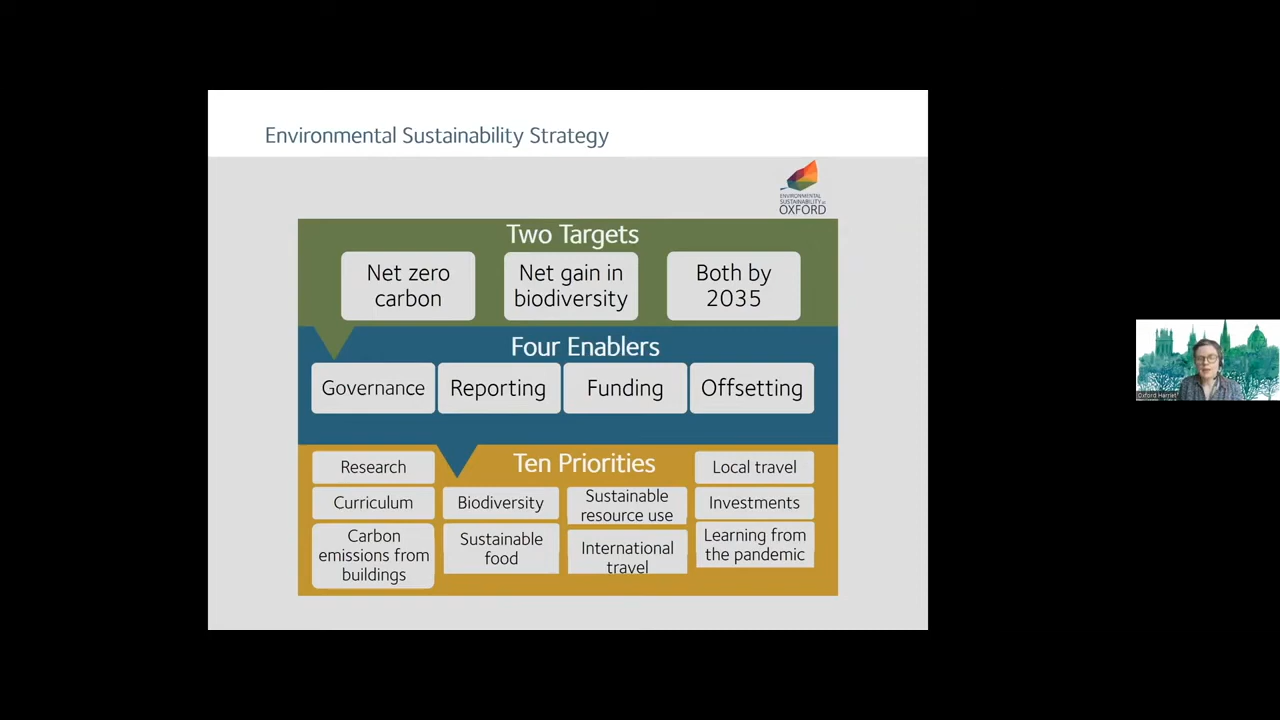 Environmental Sustainability Strategy
ENVIRONMENTAL
SUSTAINABILITY at
OXFORD
Two Targets
Net zero
carbon
Net gain in
biodiversity
Both by
2035
Four Enablers
Governance
Reporting
Funding
Offsetting
Ten Priorities
Research
Curriculum
Carbon
emissions from
buildings
Biodiversity
Sustainable
food
Sustainable
resource use
International
travel
Local travel
Investments
Learning from
the pandemic
Oxford Harriet